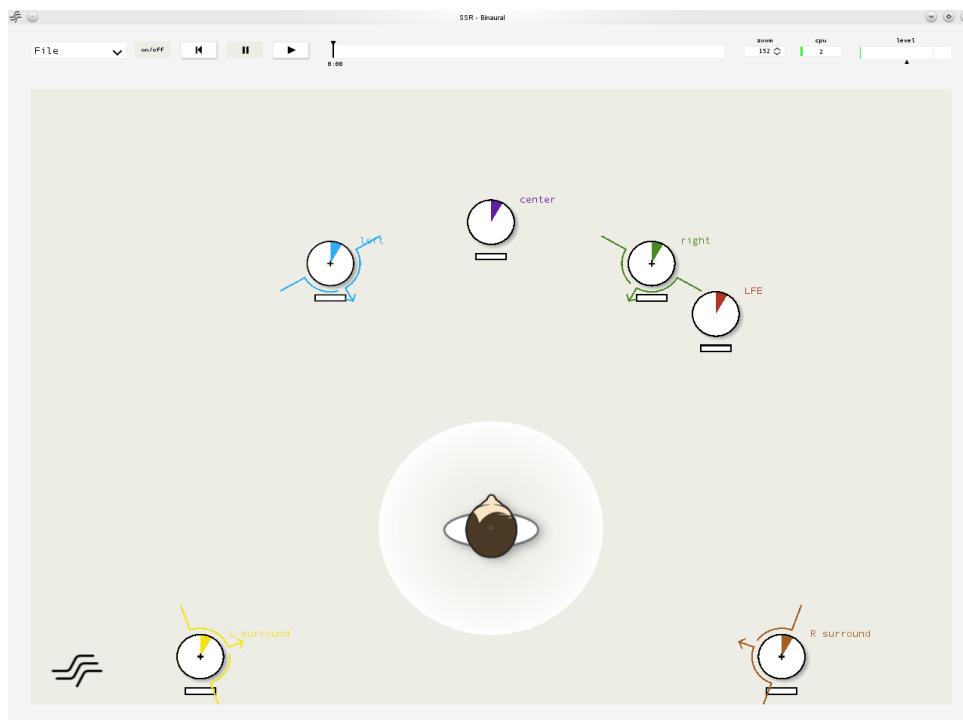 SSR - Binaural
File
on/off
0:00
zoom
152
cpu
2
level
center
left
right
LFE
L surround
R surround